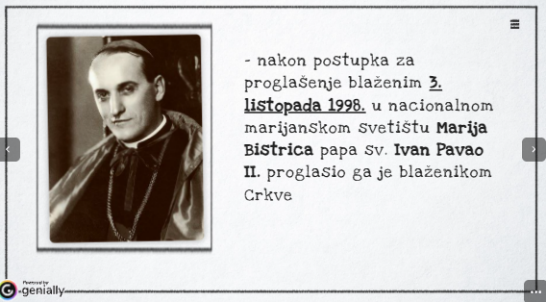 - nakon postupka za
proglašenje blaženim 3.
listopada 1998. u nacionalnom
marijanskom svetištu Marija
Bistrica papa sv. Ivan Pavao
II. proglasio ga je blaženikom
Crkve
Powered by
genially